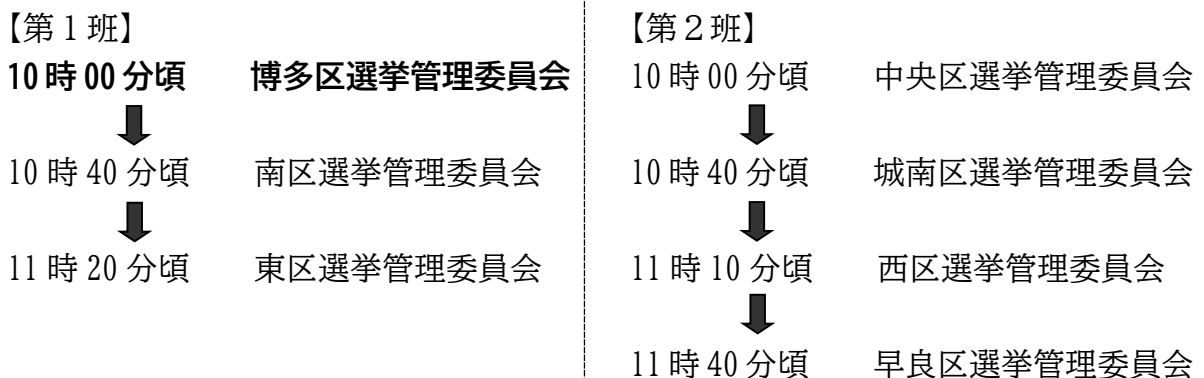 【第１班】
10時00分頃 博多区選挙管理委員会
10時40分頃 南区選挙管理委員会
11時20分頃 東区選挙管理委員会
【第２班】
10時00分頃 中央区選挙管理委員会
10時40分頃 城南区選挙管理委員会
11時10分頃 西区選挙管理委員会
11時40分頃 早良区選挙管理委員会